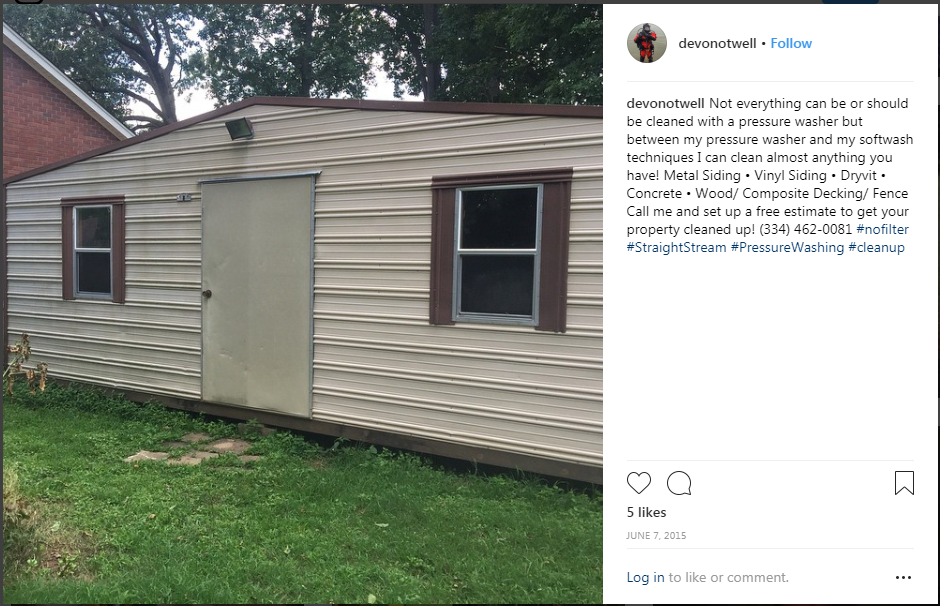 devonotwell • Follow
devonotwell Not everything can be or should
be cleaned with a pressure washer but
between my pressure washer and my softwash
techniques I can clean almost anything you
have! Metal Siding • Vinyl Siding • Dryvit •
Concrete • Wood/ Composite Decking/ Fence
Call me and set up a free estimate to get your
property cleaned up! (334) 462-0081 #nofilter
#StraightStream #PressureWashing #cleanup
5 likes
JUNE 7, 2015
Log in to like or comment.